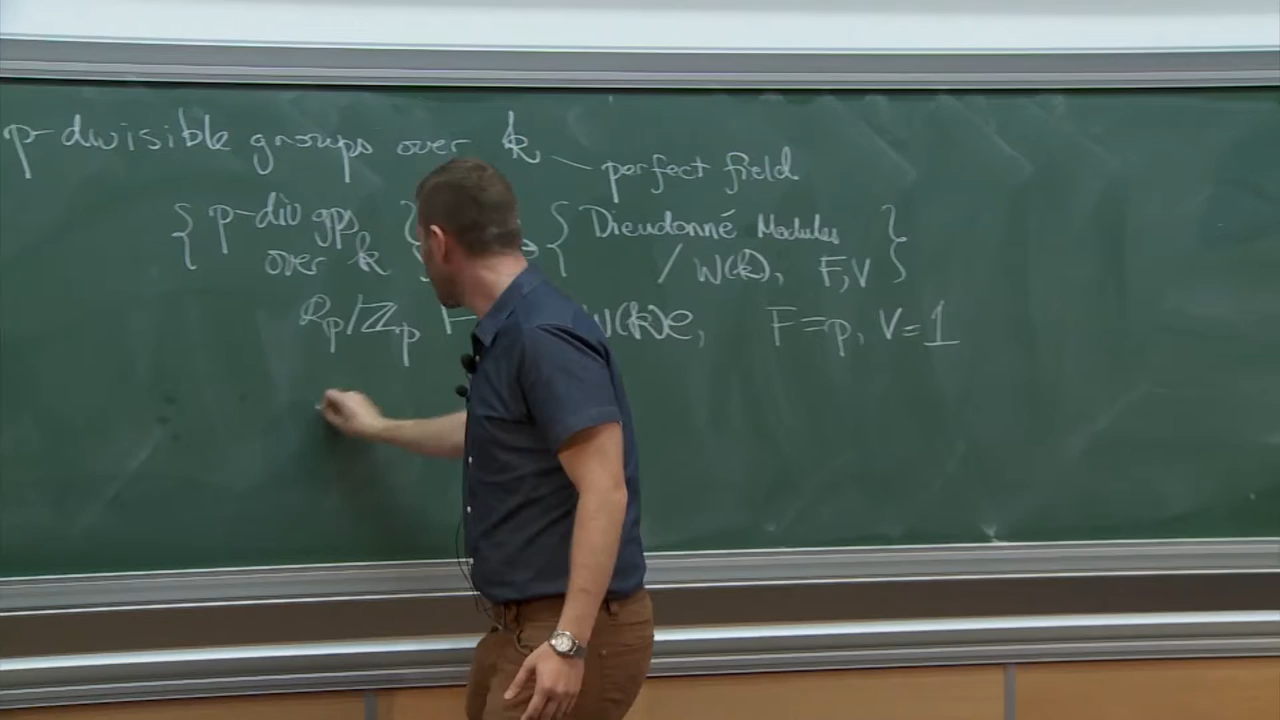 p-divisible groups over k — perfect field
{ p-div gps } → { Dieudonné Modules }
over k / W(k), F,V
Qp/Zp W(k)e, F=p, V=1